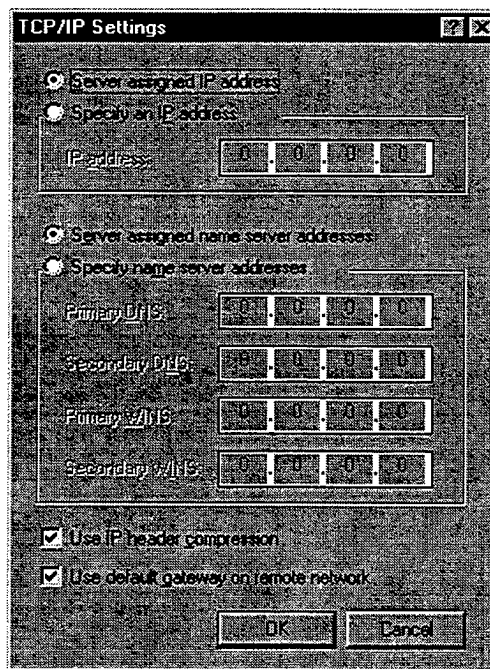 TCP/IP Settings ? X
Server assigned IP address
Specify an IP address
IP address: 0 . 0 . 0 . 0
Server assigned name server addresses
Specify name server addresses
Primary DNS: 0 . 0 . 0 . 0
Secondary DNS: 0 . 0 . 0 . 0
Primary WINS: 0 . 0 . 0 . 0
Secondary WINS: 0 . 0 . 0 . 0
Use IP header compression
Use default gateway on remote network
OK Cancel